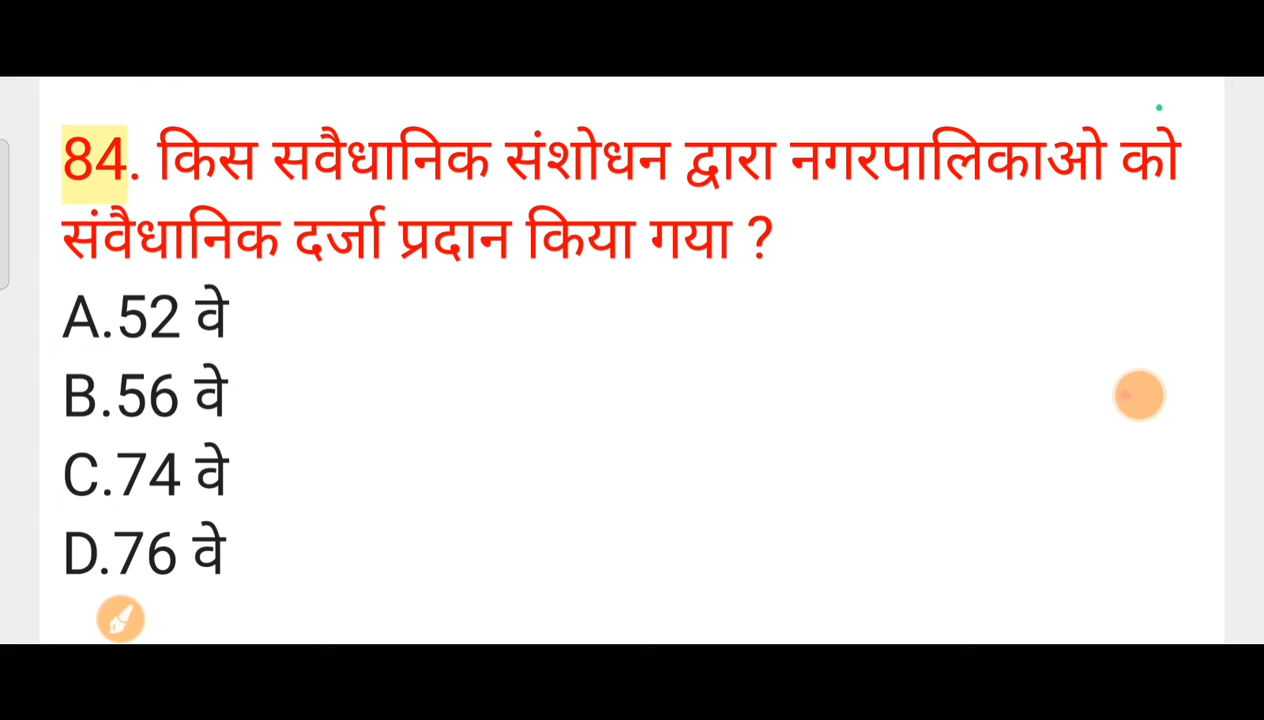 84. किस सवैधानिक संशोधन द्वारा नगरपालिकाओ को
संवैधानिक दर्जा प्रदान किया गया ?
A.52 वे
B.56 वे
C.74 वे
D.76 वे